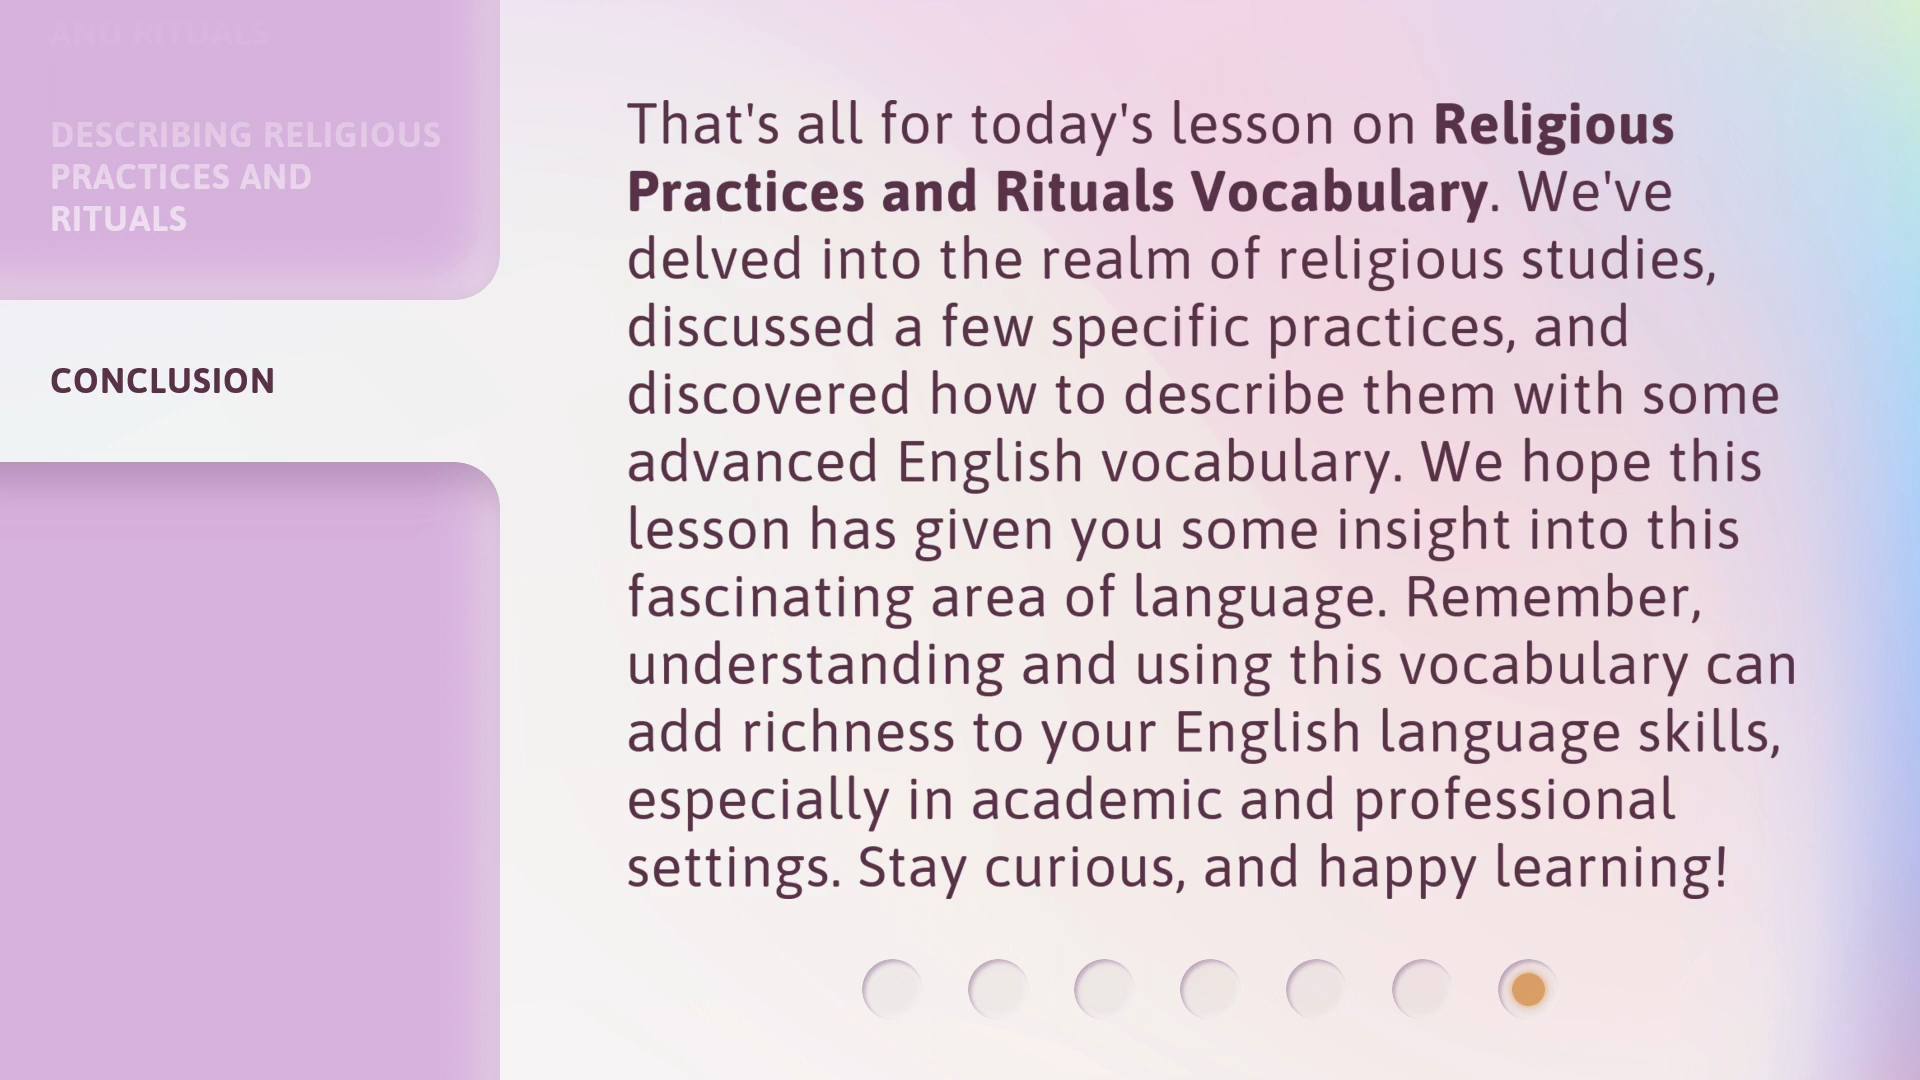 AND RITUALS
DESCRIBING RELIGIOUS
PRACTICES AND
RITUALS
CONCLUSION
That's all for today's lesson on Religious
Practices and Rituals Vocabulary. We've
delved into the realm of religious studies,
discussed a few specific practices, and
discovered how to describe them with some
advanced English vocabulary. We hope this
lesson has given you some insight into this
fascinating area of language. Remember,
understanding and using this vocabulary can
add richness to your English language skills,
especially in academic and professional
settings. Stay curious, and happy learning!